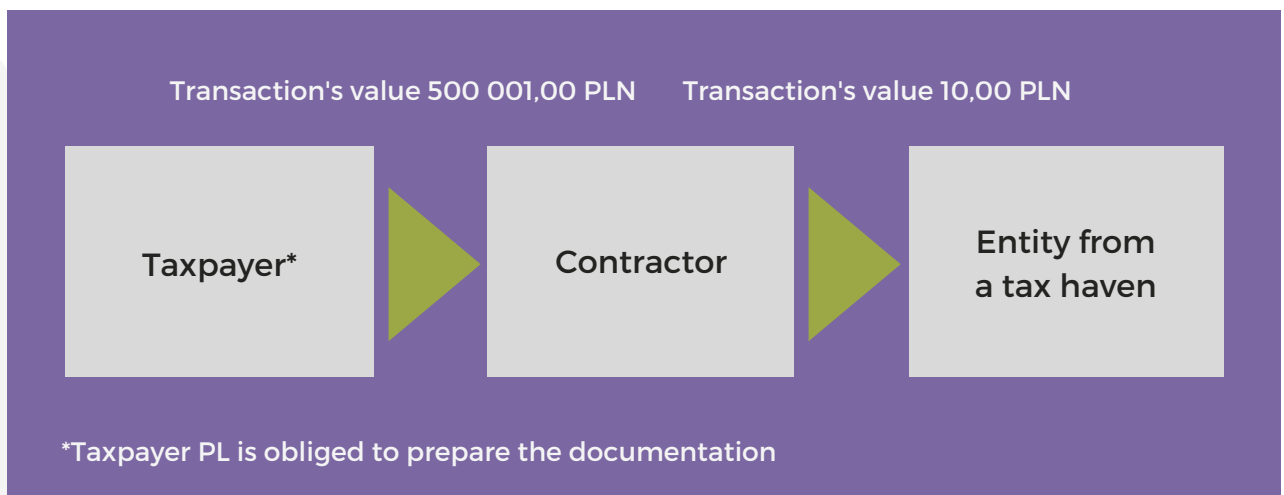 Transaction's value 500 001,00 PLN
Transaction's value 10,00 PLN
Taxpayer*
Contractor
Entity from
a tax haven
*Taxpayer PL is obliged to prepare the documentation